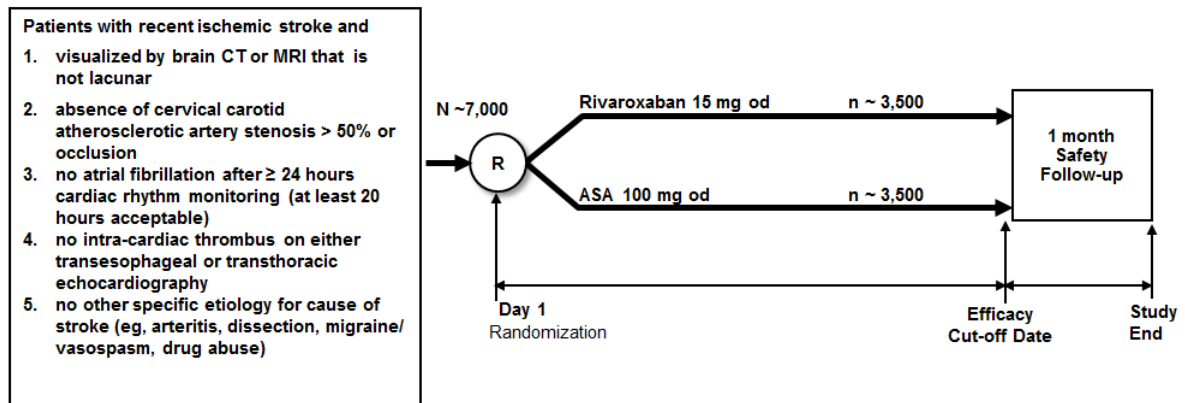 Patients with recent ischemic stroke and
1. visualized by brain CT or MRI that is
not lacunar
2. absence of cervical carotid
atherosclerotic artery stenosis > 50% or
occlusion
3. no atrial fibrillation after ≥ 24 hours
cardiac rhythm monitoring (at least 20
hours acceptable)
4. no intra-cardiac thrombus on either
transesophageal or transthoracic
echocardiography
5. no other specific etiology for cause of
stroke (eg, arteritis, dissection, migraine/
vasospasm, drug abuse)
N ~7,000
R
Rivaroxaban 15 mg od n ~ 3,500
ASA 100 mg od n ~ 3,500
1 month
Safety
Follow-up
Day 1
Randomization
Efficacy
Cut-off Date
Study
End